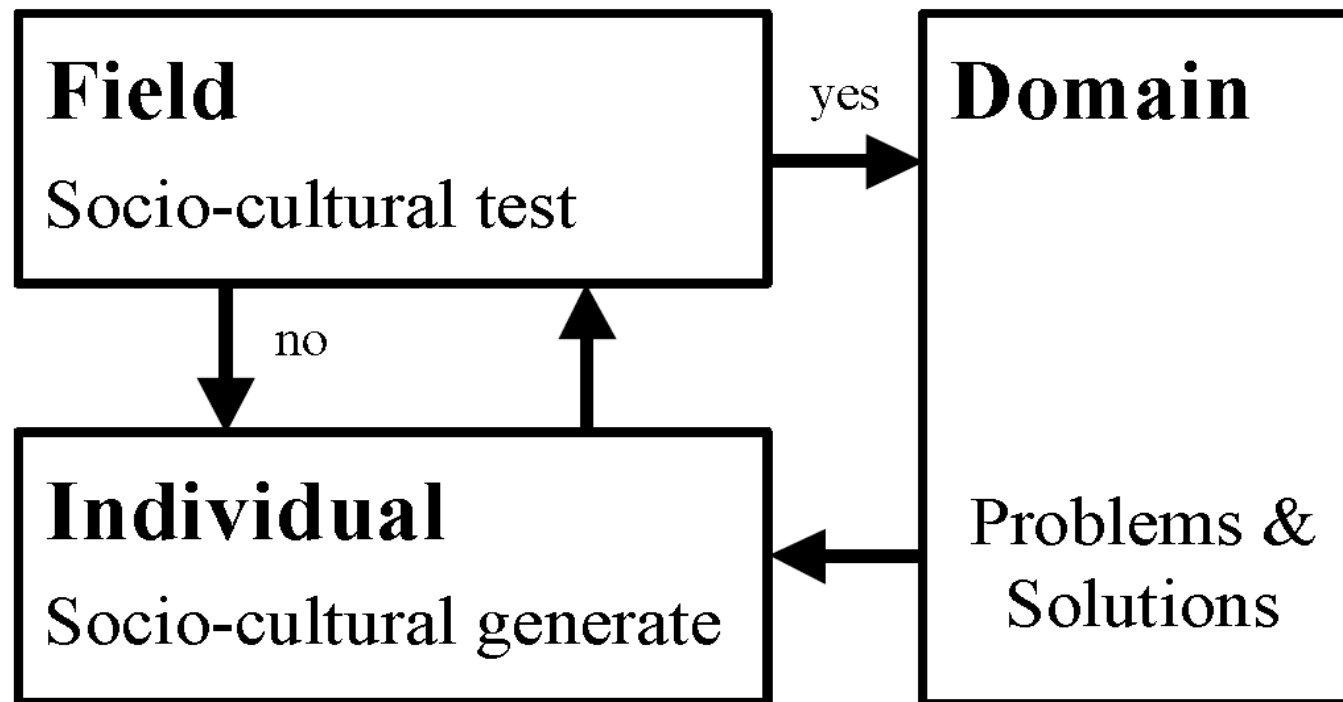 Field
Socio-cultural test
yes
Domain
no
Individual
Socio-cultural generate
Problems &
Solutions